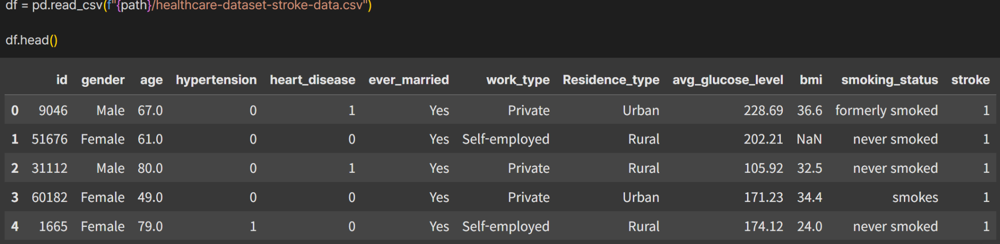 df = pd.read_csv(f"{path}/healthcare-dataset-stroke-data.csv")
df.head()
id gender age hypertension heart_disease ever_married work_type Residence_type avg_glucose_level bmi smoking_status stroke
0 9046 Male 67.0 0 1 Yes Private Urban 228.69 36.6 formerly smoked 1
1 51676 Female 61.0 0 0 Yes Self-employed Rural 202.21 NaN never smoked 1
2 31112 Male 80.0 0 1 Yes Private Rural 105.92 32.5 never smoked 1
3 60182 Female 49.0 0 0 Yes Private Urban 171.23 34.4 smokes 1
4 1665 Female 79.0 1 0 Yes Self-employed Rural 174.12 24.0 never smoked 1